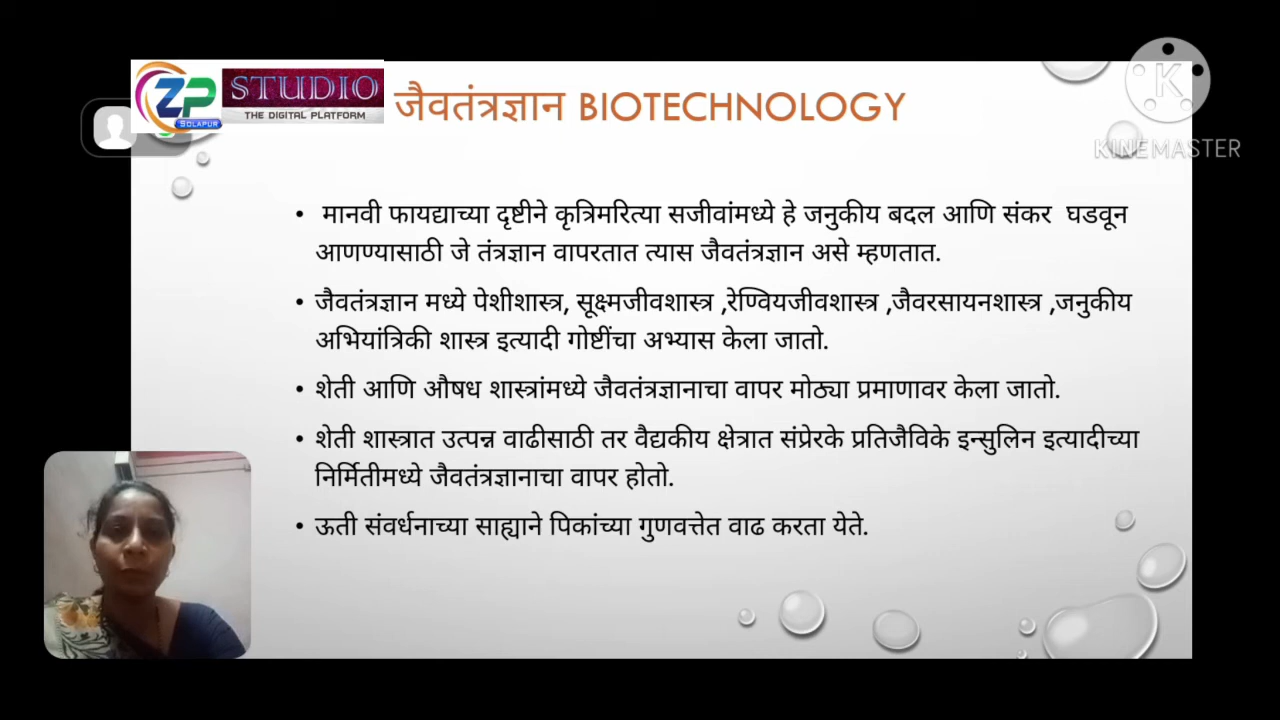 ZP
SOLAPUR
STUDIO
THE DIGITAL PLATFORM
जैवतंत्रज्ञान BIOTECHNOLOGY
K
KINEMASTER
• मानवी फायद्याच्या दृष्टीने कृत्रिमरित्या सजीवांमध्ये हे जनुकीय बदल आणि संकर घडवून
आणण्यासाठी जे तंत्रज्ञान वापरतात त्यास जैवतंत्रज्ञान असे म्हणतात.
• जैवतंत्रज्ञान मध्ये पेशीशास्त्र, सूक्ष्मजीवशास्त्र ,रेण्वियजीवशास्त्र ,जैवरसायनशास्त्र ,जनुकीय
अभियांत्रिकी शास्त्र इत्यादी गोष्टींचा अभ्यास केला जातो.
• शेती आणि औषध शास्त्रांमध्ये जैवतंत्रज्ञानाचा वापर मोठ्या प्रमाणावर केला जातो.
• शेती शास्त्रात उत्पन्न वाढीसाठी तर वैद्यकीय क्षेत्रात संप्रेरके प्रतिजैविके इन्सुलिन इत्यादीच्या
निर्मितीमध्ये जैवतंत्रज्ञानाचा वापर होतो.
• ऊती संवर्धनाच्या साह्याने पिकांच्या गुणवत्तेत वाढ करता येते.